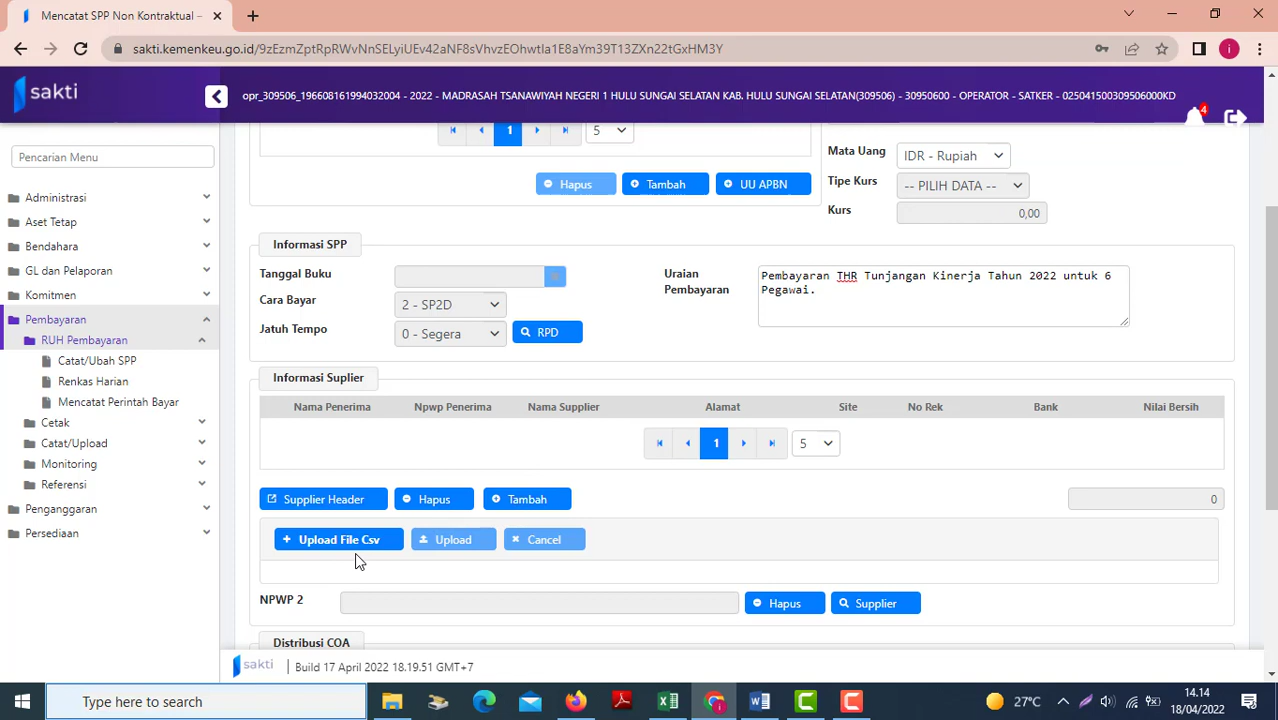 Mencatat SPP Non Kontraktual –
sakti.kemenkeu.go.id/9zEzmZptRpRWvNnSELyiUEv42aNF8sVhvzEOhwtIa1E8aYm39T13ZXn22tGxHM3Y
i
sakti
opr_309506_196608161994032004 - 2022 - MADRASAH TSANAWIYAH NEGERI 1 HULU SUNGAI SELATAN KAB. HULU SUNGAI SELATAN(309506) - 30950600 - OPERATOR - SATKER - 025041500309506000KD
4
Pencarian Menu
Administrasi
Aset Tetap
Bendahara
GL dan Pelaporan
Komitmen
Pembayaran
RUH Pembayaran
Catat/Ubah SPP
Renkas Harian
Mencatat Perintah Bayar
Cetak
Catat/Upload
Monitoring
Referensi
Penganggaran
Persediaan
1 5
Mata Uang IDR - Rupiah
Tipe Kurs -- PILIH DATA --
Kurs 0,00
Hapus Tambah UU APBN
Informasi SPP
Tanggal Buku
Cara Bayar 2 - SP2D
Jatuh Tempo 0 - Segera RPD
Uraian Pembayaran
Pembayaran THR Tunjangan Kinerja Tahun 2022 untuk 6
Pegawai.
Informasi Suplier
Nama Penerima Npwp Penerima Nama Supplier Alamat Site No Rek Bank Nilai Bersih
1 5
Supplier Header Hapus Tambah 0
Upload File Csv Upload Cancel
NPWP 2 Hapus Supplier
Distribusi COA
sakti Build 17 April 2022 18.19.51 GMT+7
Type here to search
27°C
14.14
18/04/2022